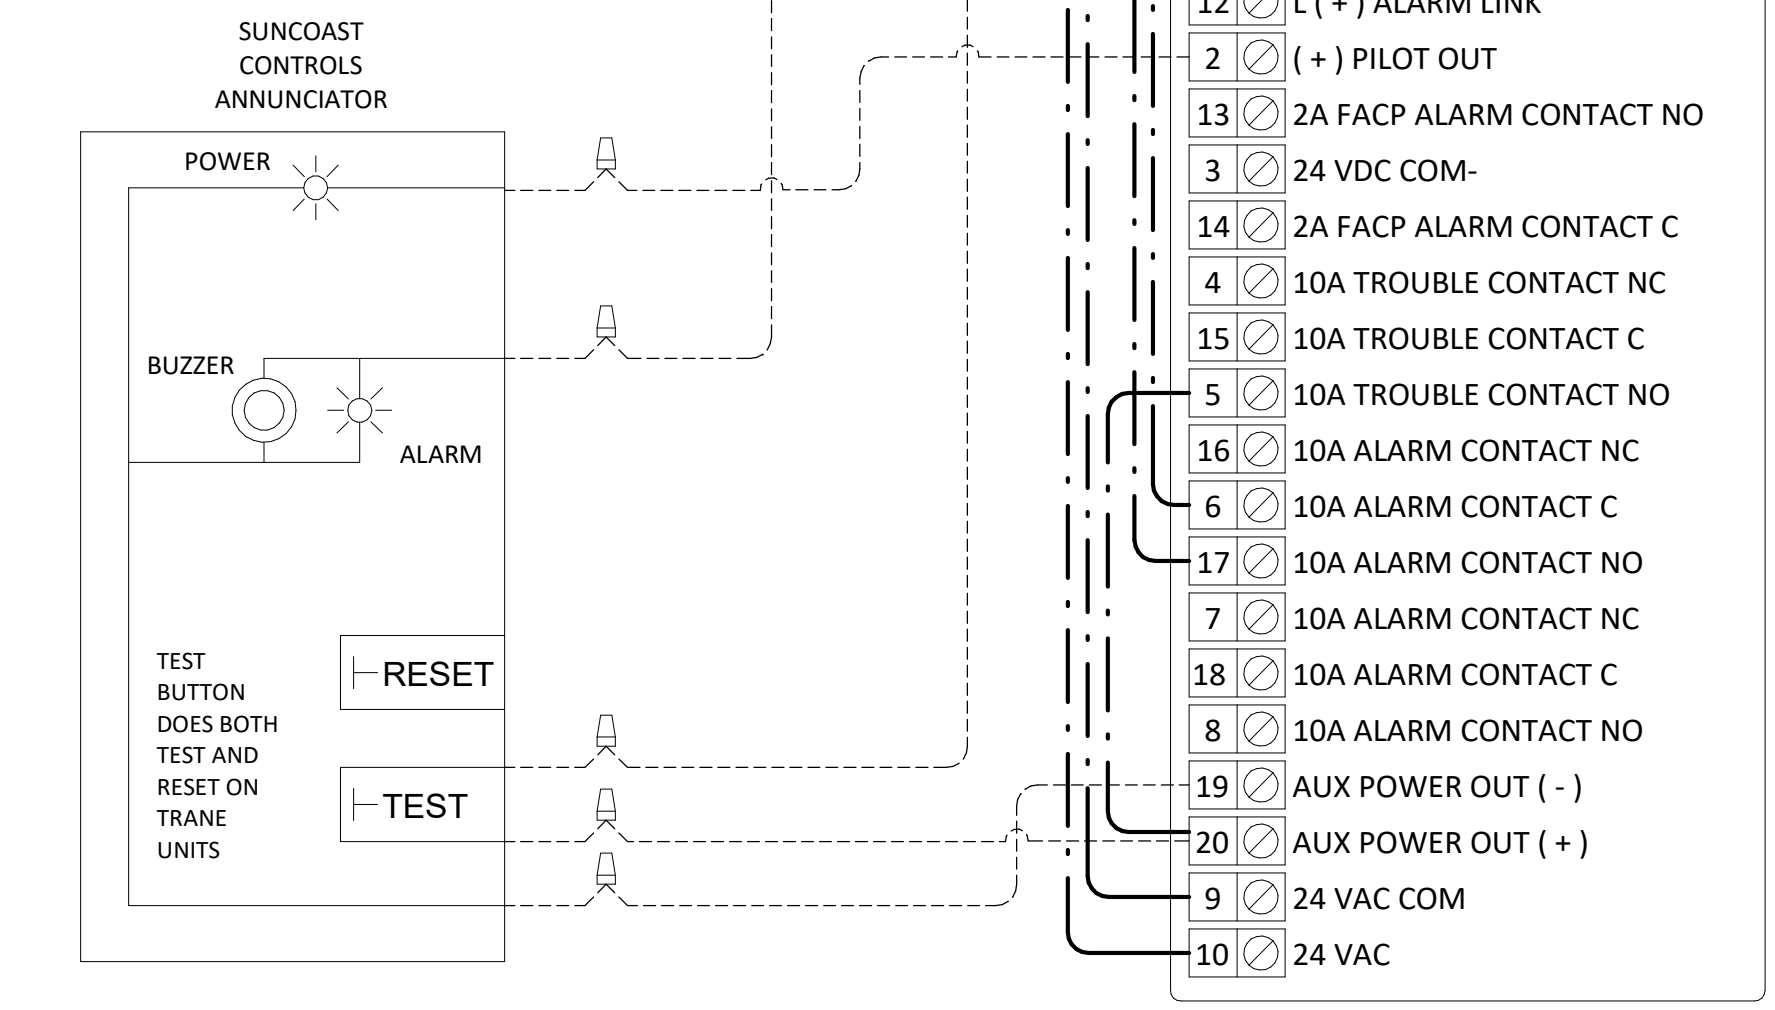 SUNCOAST
CONTROLS
ANNUNCIATOR
POWER
BUZZER
ALARM
TEST
BUTTON
DOES BOTH
TEST AND
RESET ON
TRANE
UNITS
RESET
TEST
12 L ( + ) ALARM LINK
2 ( + ) PILOT OUT
13 2A FACP ALARM CONTACT NO
3 24 VDC COM-
14 2A FACP ALARM CONTACT C
4 10A TROUBLE CONTACT NC
15 10A TROUBLE CONTACT C
5 10A TROUBLE CONTACT NO
16 10A ALARM CONTACT NC
6 10A ALARM CONTACT C
17 10A ALARM CONTACT NO
7 10A ALARM CONTACT NC
18 10A ALARM CONTACT C
8 10A ALARM CONTACT NO
19 AUX POWER OUT ( - )
20 AUX POWER OUT ( + )
9 24 VAC COM
10 24 VAC